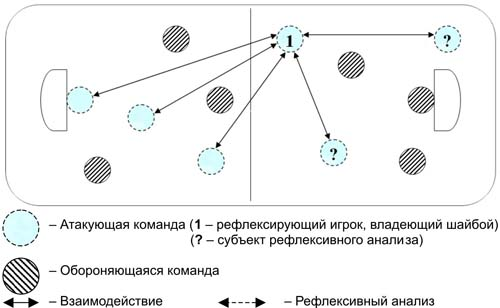 1
?
?
– Атакующая команда (1 – рефлексирующий игрок, владеющий шайбой)
(? – субъект рефлексивного анализа)
– Обороняющаяся команда
– Взаимодействие
– Рефлексивный анализ